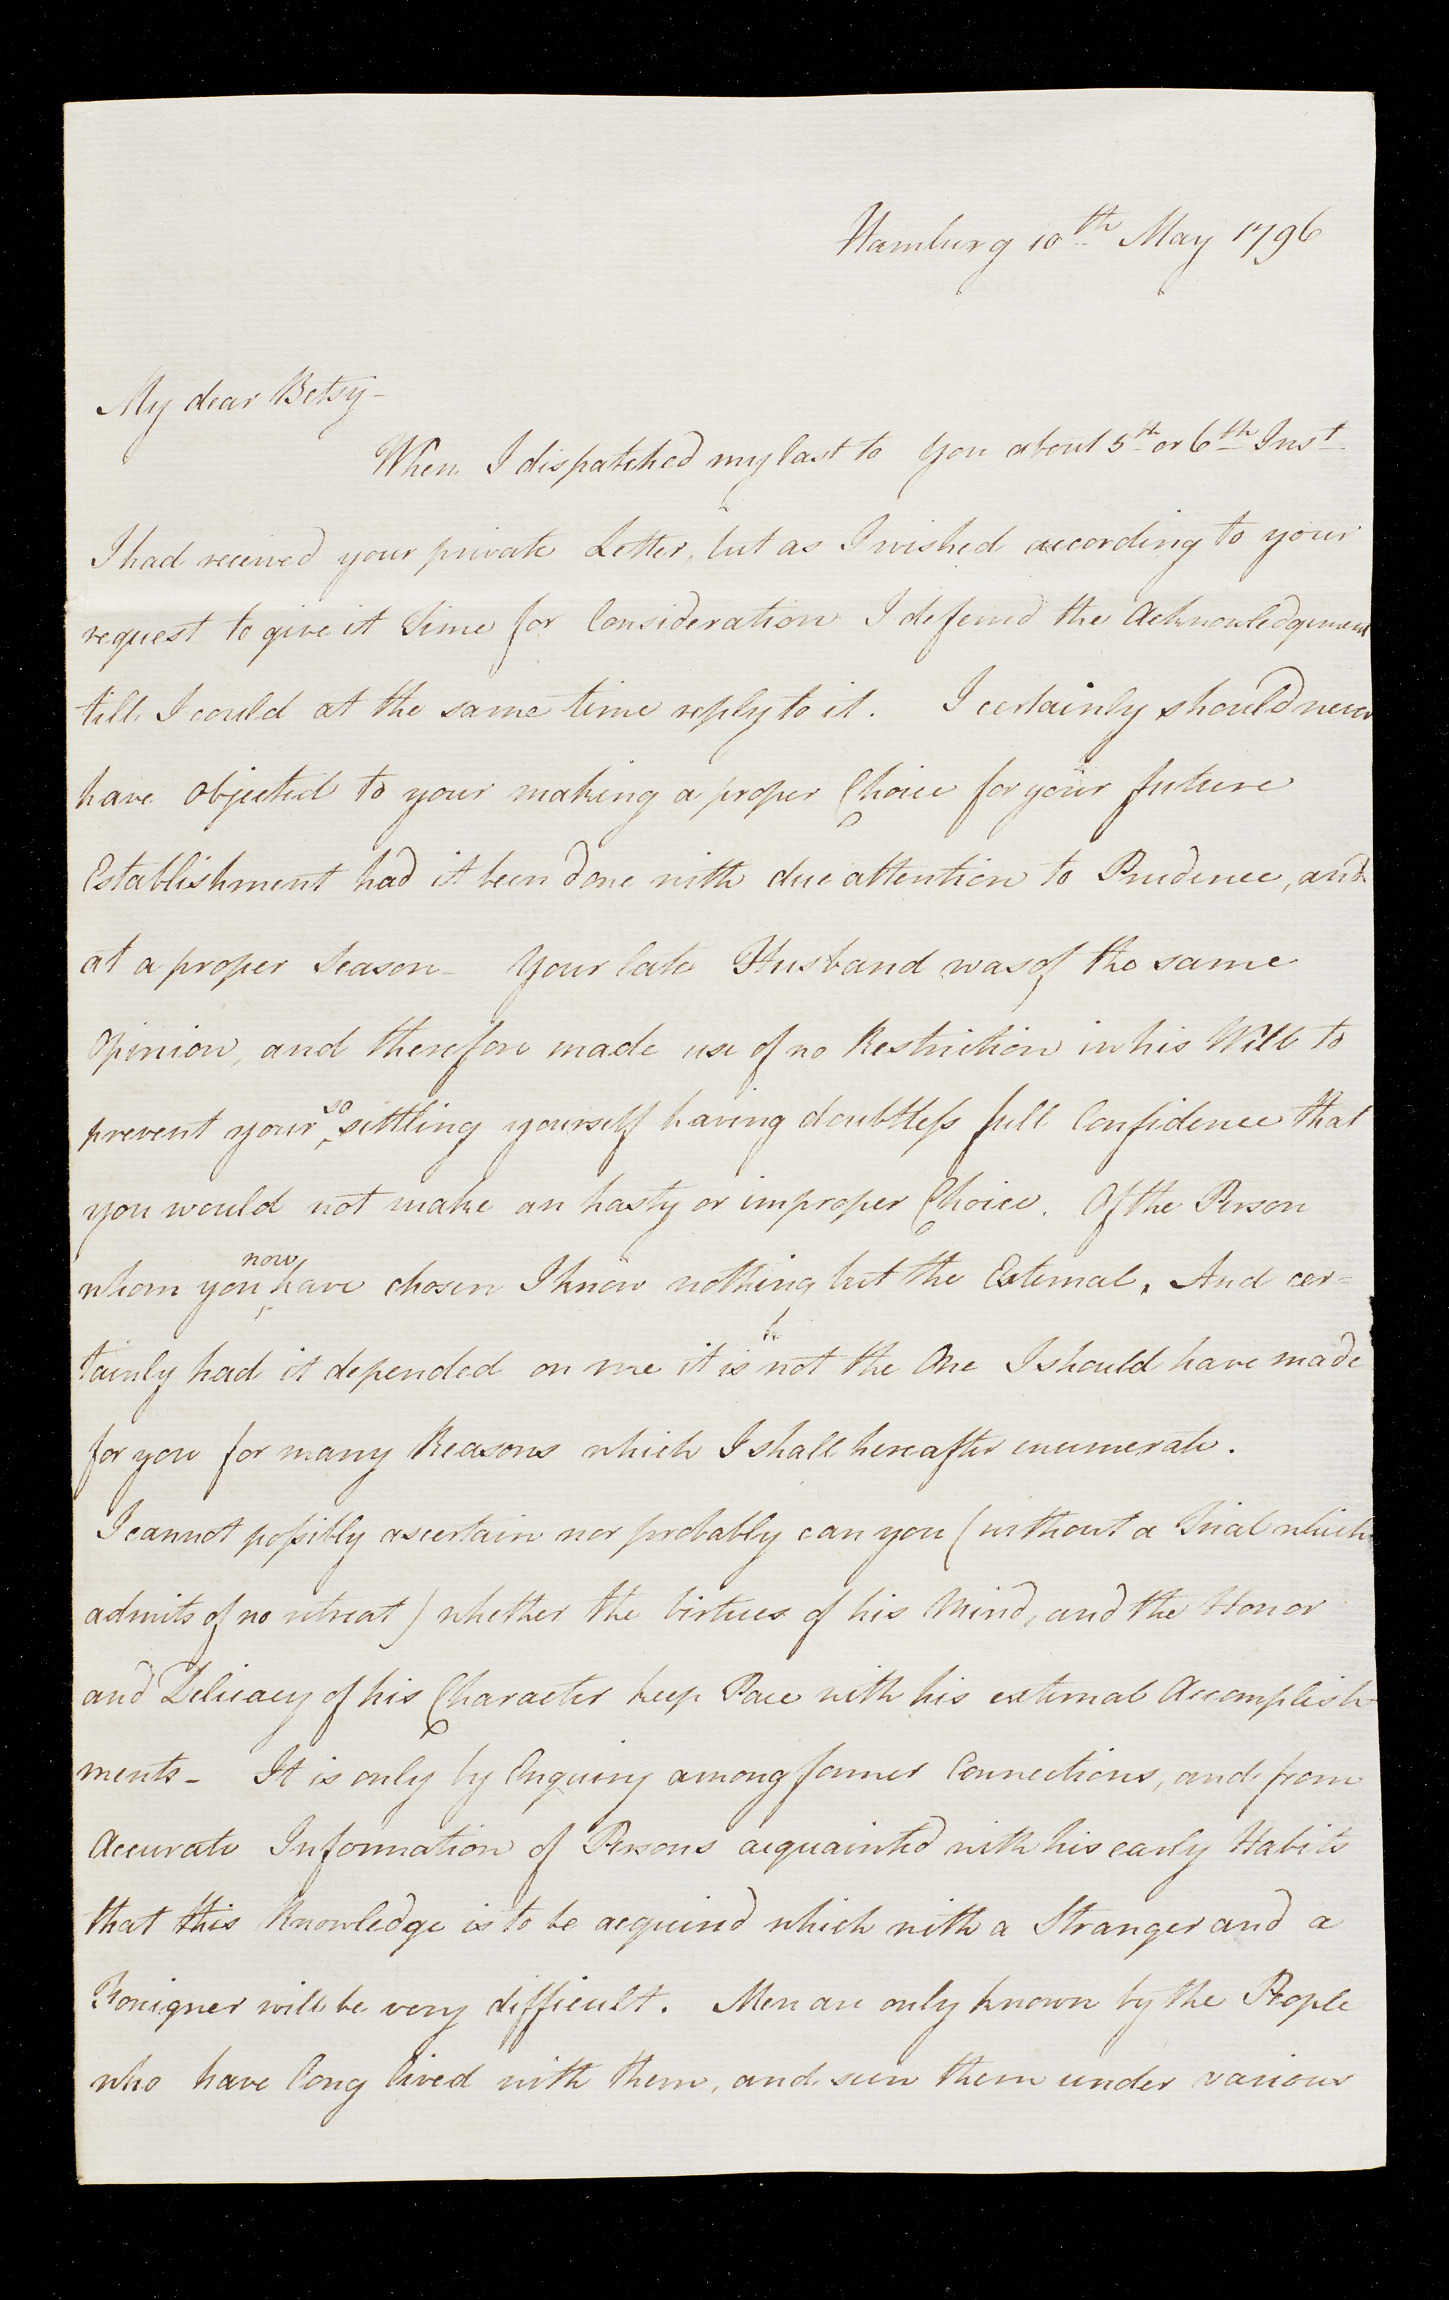 Hamburg 10th May 1796
My dear Betsy-
When I dispatched my last to you about 5th or 6th Inst
I had received your private Letter, but as I wished according to your
request to give it time for Consideration I deferred the Acknowledgement
till I could at the same time reply to it. I certainly should never
have objected to your making a proper Choice for your future
Establishment had it been done with due attention to Prudence, and
at a proper Season- Your late Husband was of the same
opinion, and therefore made use of no Restriction in his Will to
prevent your so settling yourself having doubtless full Confidence that
you would not make an hasty or improper Choice. Of the Person
whom you now have chosen I know nothing but the External. And cer=
tainly had it depended on me it is not the One I should have made
for you for many Reasons which I shall hereafter enumerate.
I cannot possibly ascertain nor probably can you (without a Trial which
admits of no retreat) whether the Virtues of his Mind, and the Honor
and Delicacy of his Character keep Pace with his external Accomplish-
ments- It is only by Enquiry among former Connections, and from
Accurate Information of Persons acquainted with his early Habits
that this Knowledge is to be acquired which with a Stranger and a
Foreigner will be very difficult. Men are only known by the People
who have long lived with them, and seen them under various